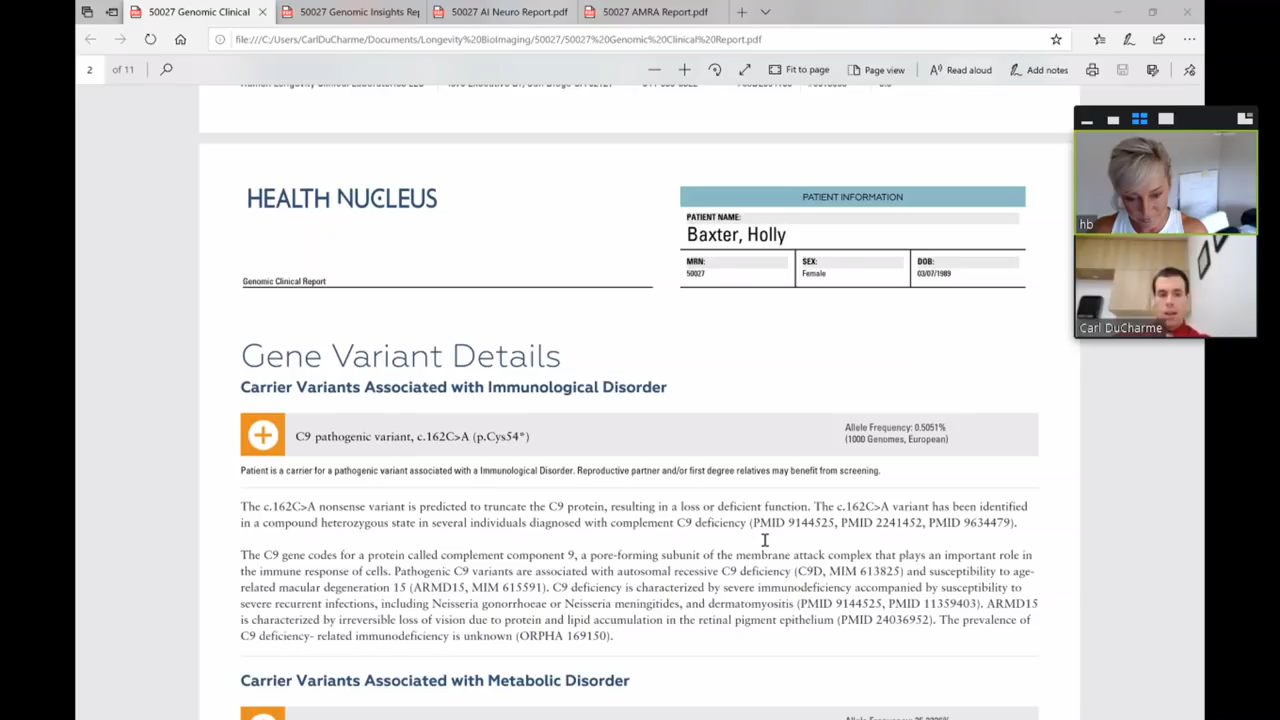 50027 Genomic Clinical
50027 Genomic Insights Rep
50027 AI Neuro Report.pdf
50027 AMRA Report.pdf
file:///C:/Users/CarlDuCharme/Documents/Longevity%20BioImaging/50027/50027%20Genomic%20Clinical%20Report.pdf
2 of 11
Fit to page
Page view
Read aloud
Add notes
HEALTH NUCLEUS
PATIENT INFORMATION
PATIENT NAME:
Baxter, Holly
MRN: SEX: DOB:
50027 Female 03/07/1989
Genomic Clinical Report
hb
Carl DuCharme
Gene Variant Details
Carrier Variants Associated with Immunological Disorder
C9 pathogenic variant, c.162C>A (p.Cys54*)
Allele Frequency: 0.5051%
(1000 Genomes, European)
Patient is a carrier for a pathogenic variant associated with a Immunological Disorder. Reproductive partner and/or first degree relatives may benefit from screening.
The c.162C>A nonsense variant is predicted to truncate the C9 protein, resulting in a loss or deficient function. The c.162C>A variant has been identified
in a compound heterozygous state in several individuals diagnosed with complement C9 deficiency (PMID 9144525, PMID 2241452, PMID 9634479).
The C9 gene codes for a protein called complement component 9, a pore-forming subunit of the membrane attack complex that plays an important role in
the immune response of cells. Pathogenic C9 variants are associated with autosomal recessive C9 deficiency (C9D, MIM 613825) and susceptibility to age-
related macular degeneration 15 (ARMD15, MIM 615591). C9 deficiency is characterized by severe immunodeficiency accompanied by susceptibility to
severe recurrent infections, including Neisseria gonorrhoeae or Neisseria meningitides, and dermatomyositis (PMID 9144525, PMID 11359403). ARMD15
is characterized by irreversible loss of vision due to protein and lipid accumulation in the retinal pigment epithelium (PMID 24036952). The prevalence of
C9 deficiency- related immunodeficiency is unknown (ORPHA 169150).
Carrier Variants Associated with Metabolic Disorder